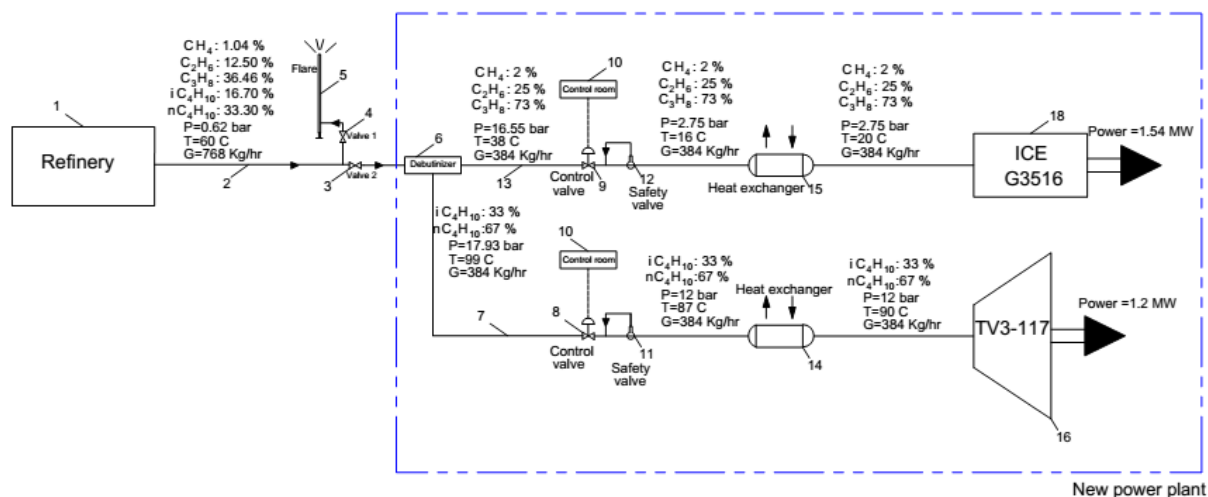 CH4: 1.04 %
C2H6: 12.50 %
C3H8: 36.46 %
iC4H10: 16.70 %
nC4H10: 33.30 %
P=0.62 bar
T=60 C
G=768 Kg/hr
Flare
5
4
Valve 1
1
Refinery
2
3
Valve 2
6
Debutinizer
CH4: 2 %
C2H6: 25 %
C3H8: 73 %
P=16.55 bar
T=38 C
G=384 Kg/hr
13
10
Control room
Control
valve
9
12
Safety
valve
CH4: 2 %
C2H6: 25 %
C3H8: 73 %
P=2.75 bar
T=16 C
G=384 Kg/hr
Heat exchanger
15
CH4: 2 %
C2H6: 25 %
C3H8: 73 %
P=2.75 bar
T=20 C
G=384 Kg/hr
18
ICE
G3516
Power =1.54 MW
iC4H10: 33 %
nC4H10:67 %
P=17.93 bar
T=99 C
G=384 Kg/hr
7
10
Control room
8
Control
valve
11
Safety
valve
iC4H10: 33 %
nC4H10:67 %
P=12 bar
T=87 C
G=384 Kg/hr
Heat exchanger
14
iC4H10: 33 %
nC4H10:67 %
P=12 bar
T=90 C
G=384 Kg/hr
TV3-117
16
Power =1.2 MW
New power plant